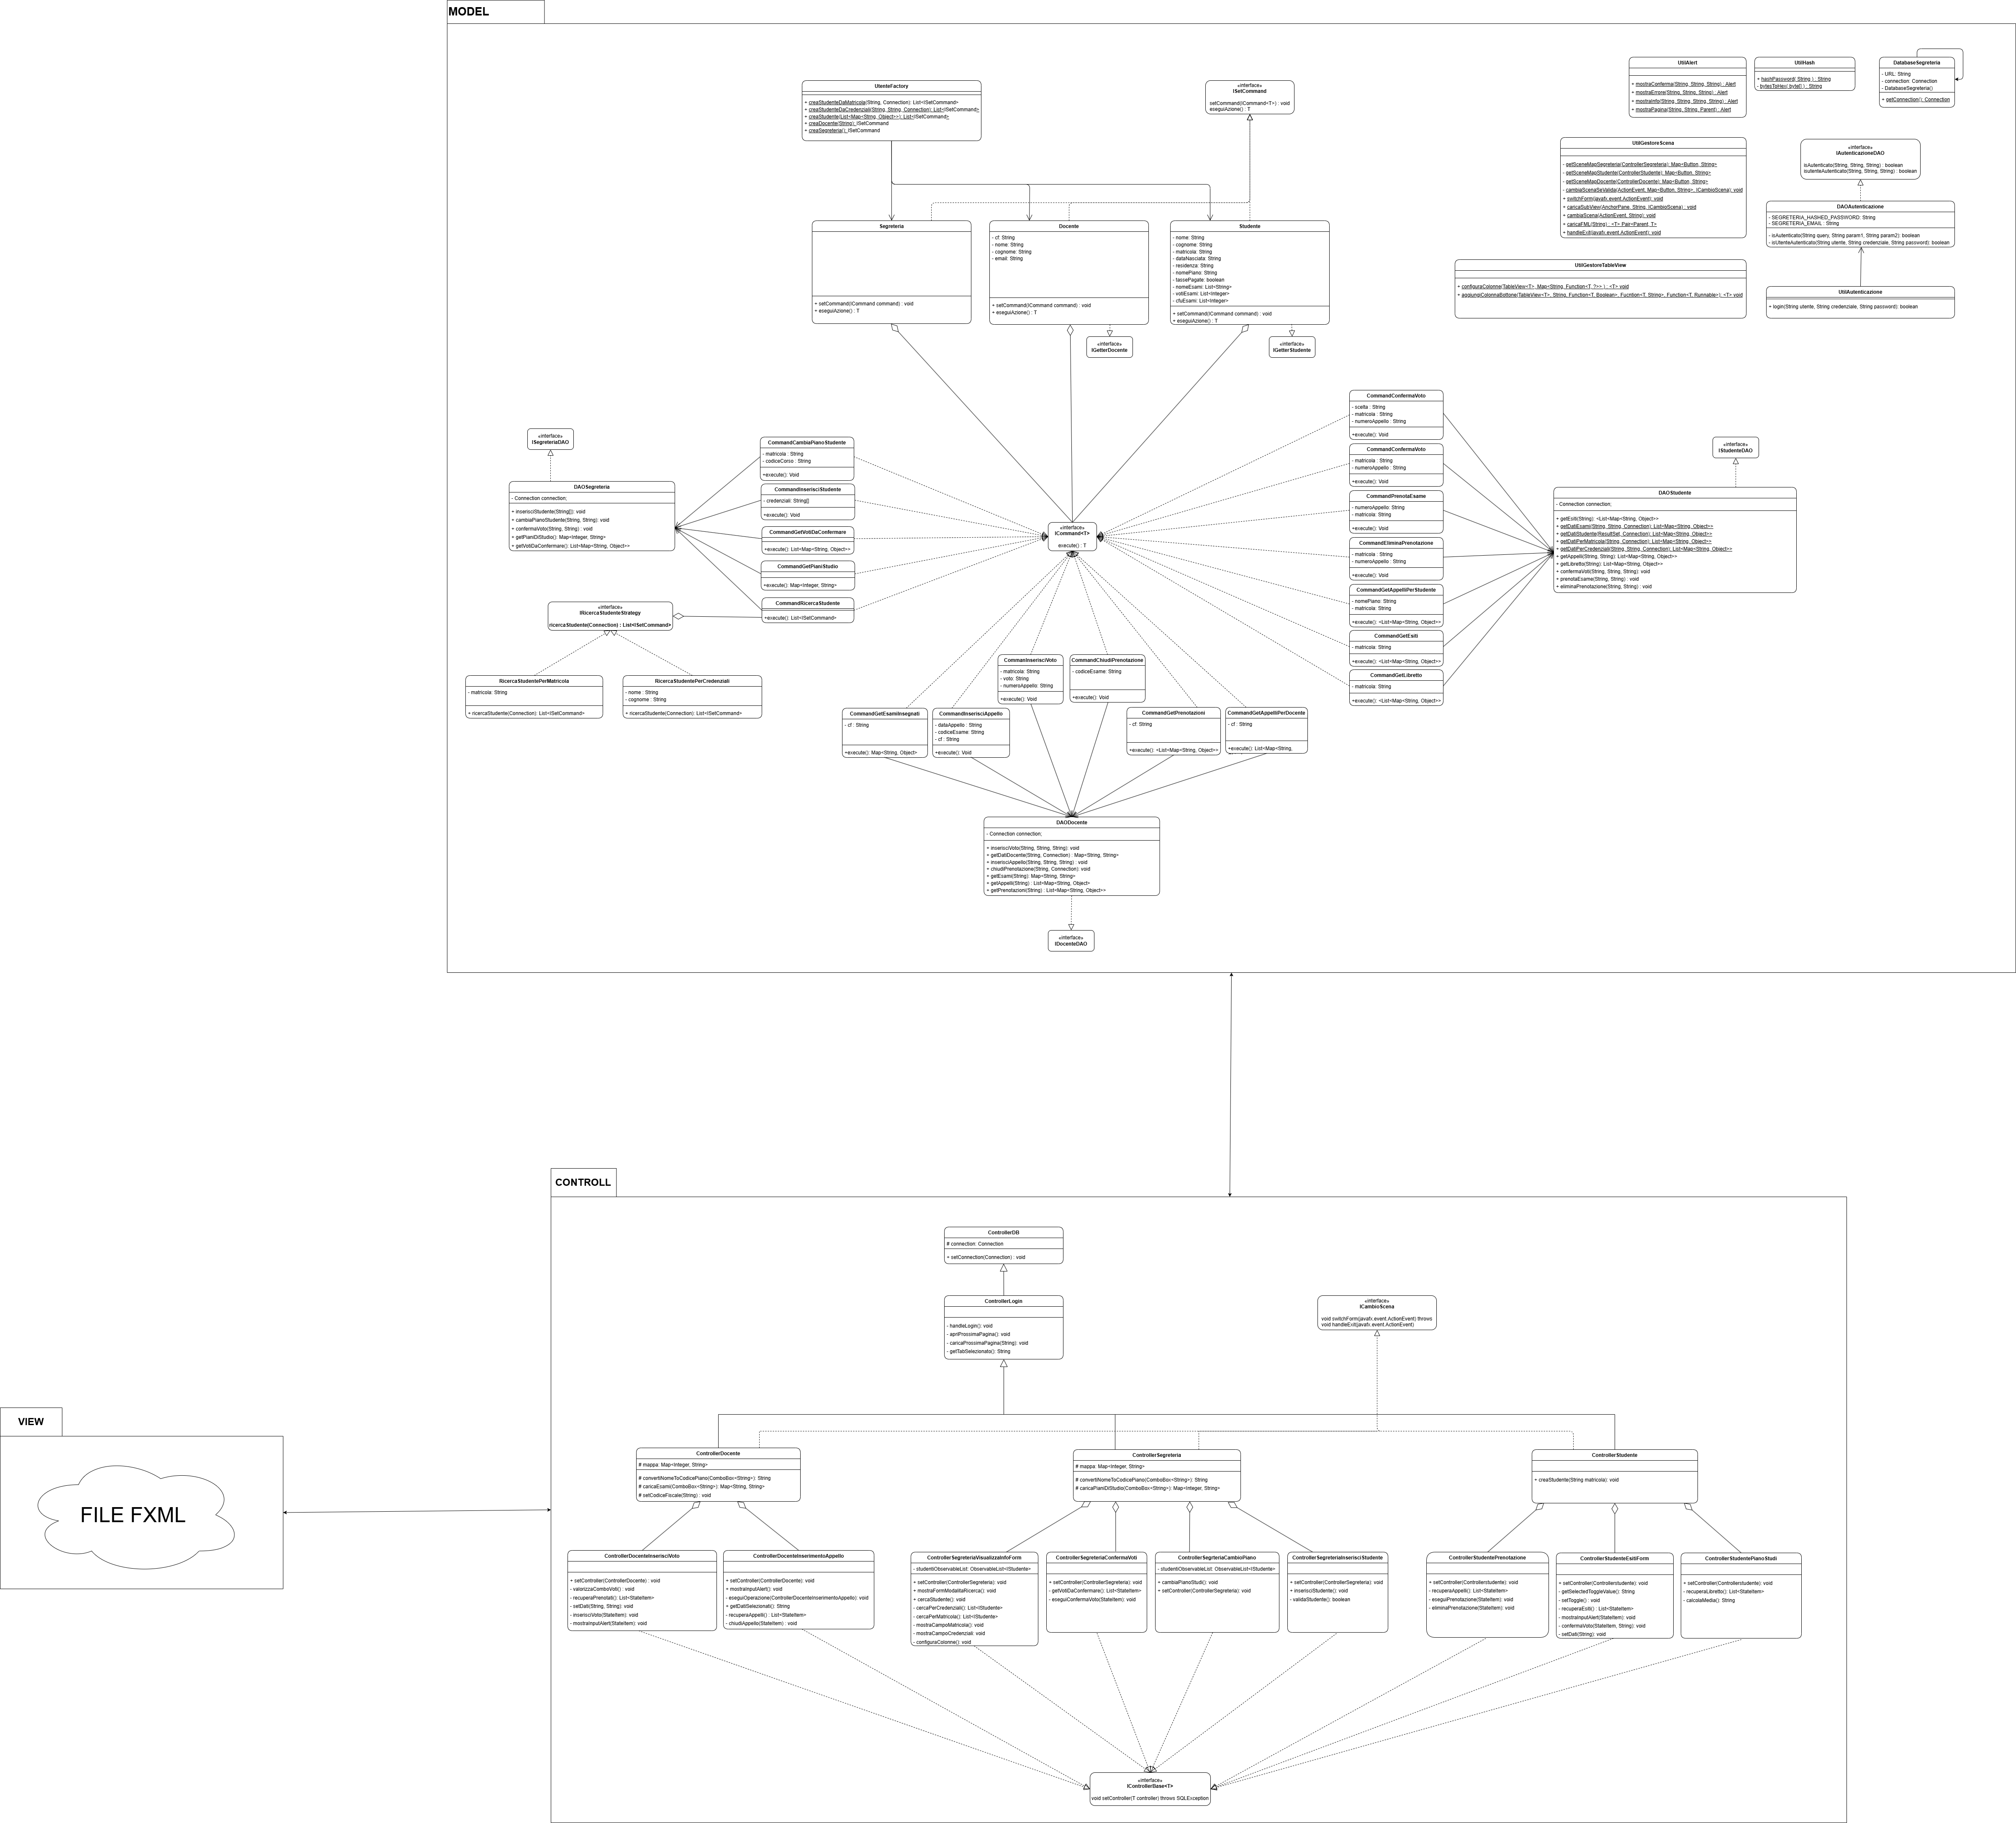 MODEL
UtenteFactory
+ creaStudenteDaMatricola(String, Connection): List<ISetCommand>
+ creaStudenteDaCredenziali(String, String, Connection): List<ISetCommand>
+ creaStudente(List<Map<String, Object>>): List<ISetCommand>
+ creaDocente(String): ISetCommand
+ creaSegreteria(): ISetCommand
«interface»
ISetCommand
setCommand(ICommand<T>) : void
eseguiAzione() : T
UtilAlert
+ mostraConferma(String, String, String) : Alert
+ mostraErrore(String, String, String) : Alert
+ mostraInfo(String, String, String, String) : Alert
+ mostraPagina(String, String, Parent) : Alert
UtilHash
+ hashPassword( String ) : String
- bytesToHex( byte[] ) : String
DatabaseSegreteria
- URL: String
- connection: Connection
- DatabaseSegreteria()
+ getConnection(): Connection
UtilGestoreScena
- getSceneMapSegreteria(ControllerSegreteria): Map<Button, String>
- getSceneMapStudente(ControllerStudente): Map<Button, String>
- getSceneMapDocente(ControllerDocente): Map<Button, String>
- cambiaScenaSeValida(ActionEvent, Map<Button, String>, ICambioScena): void
+ switchForm(javafx.event.ActionEvent): void
+ caricaSubView(AnchorPane, String, ICambioScena) : void
+ cambiaScena(ActionEvent, String): void
+ caricaFML(String) : <T> Pair<Parent, T>
+ handleExit(javafx.event.ActionEvent): void
«interface»
IAutenticazioneDAO
isAutenticato(String, String, String) : boolean
isutenteAutenticato(String, String, String) : boolean
DAOAutenticazione
- SEGRETERIA_HASHED_PASSWORD: String
- SEGRETERIA_EMAIL : String
- isAutenticato(String query, String param1, String param2): boolean
- isUtenteAutenticato(String utente, String credenziale, String password): boolean
UtilGestoreTableView
+ configuraColonne(TableView<T>, Map<String, Function<T, ?>> ) : <T> void
+ aggiungiColonnaBottone(TableView<T>, String, Function<T, Boolean>, Fucntion<T, String>, Function<T, Runnable>): <T> void
UtilAutenticazione
+ login(String utente, String credenziale, String password): boolean
Segreteria
+ setCommand(ICommand command) : void
+ eseguiAzione() : T
Docente
- cf: String
- nome: String
- cognome: String
- email: String
+ setCommand(ICommand command) : void
+ eseguiAzione() : T
Studente
- nome: String
- cognome: String
- matricola: String
- dataNasciata: String
- residenza: String
- nomePiano: String
- tassePagate: boolean
- nomeEsami: List<String>
- votiEsami: List<Integer>
- cfuEsami: List<Integer>
+ setCommand(ICommand command) : void
+ eseguiAzione() : T
«interface»
IGetterDocente
«interface»
IGetterStudente
«interface»
ISegreteriaDAO
DAOSegreteria
- Connection connection;
+ inserisciStudente(String[]): void
+ cambiaPianoStudente(String, String): void
+ confermaVoto(String, String) : void
+ getPianiDiStudio(): Map<Integer, String>
+ getVotiDaConfermare(): List<Map<String, Object>>
CommandCambiaPianoStudente
- matricola : String
- codiceCorso : String
+execute(): Void
CommandInserisciStudente
- credenziali: String[]
+execute(): Void
CommandGetVotiDaConfermare
+execute(): List<Map<String, Object>>
CommandGetPianiStudio
+execute(): Map<Integer, String>
CommandRicercaStudente
+execute(): List<ISetCommand>
«interface»
IRicercaStudenteStrategy
ricercaStudente(Connection) : List<ISetCommand>
RicercaStudentePerMatricola
- matricola: String
+ ricercaStudente(Connection): List<ISetCommand>
RicercaStudentePerCredenziali
- nome : String
- cognome : String
+ ricercaStudente(Connection): List<ISetCommand>
«interface»
ICommand<T>
execute() : T
CommandConfermaVoto
- scelta : String
- matricola : String
- numeroAppello : String
+execute(): Void
CommandConfermaVoto
- matricola : String
- numeroAppello : String
+execute(): Void
CommandPrenotaEsame
- numeroAppello: String
- matricola: String
+execute(): Void
CommandEliminaPrenotazione
- matricola : String
- numeroAppello : String
+execute(): Void
CommandGetAppelliPerStudente
- nomePiano: String
- matricola: String
+execute(): <List<Map<String, Object>>
CommandGetEsiti
- matricola: String
+execute(): <List<Map<String, Object>>
CommandGetLibretto
- matricola: String
+execute(): <List<Map<String, Object>>
«interface»
IStudenteDAO
DAOStudente
- Connection connection;
+ getEsiti(String): <List<Map<String, Object>>
+ getDatiEsami(String, String, Connection): List<Map<String, Object>>
+ getDatiStudente(ResultSet, Connection): List<Map<String, Object>>
+ getDatiPerMatricola(String, Connection): List<Map<String, Object>>
+ getDatiPerCredenziali(String, String, Connection): List<Map<String, Object>>
+ getAppelli(String, String): List<Map<String, Object>>
+ getLibretto(String): List<Map<String, Object>>
+ confermaVoti(String, String, String): void
+ prenotaEsame(String, String) : void
+ eliminaPrenotazione(String, String) : void
CommanInserisciVoto
- matricola: String
- voto: String
- numeroAppello: String
+execute(): Void
CommandChiudiPrenotazione
- codiceEsame: String
+execute(): Void
CommandGetEsamiInsegnati
- cf : String
+execute(): Map<String, Object>
CommandInserisciAppello
- dataAppello : String
- codiceEsame: String
- cf : String
+execute(): Void
CommandGetPrenotazioni
- cf: String
+execute(): <List<Map<String, Object>>
CommandGetAppelliPerDocente
- cf : String
+execute(): List<Map<String,
DAODocente
- Connection connection;
+ inserisciVoto(String, String, String): void
+ getDatiIDocente(String, Connection) : Map<String, String>
+ inserisciAppello(String, String, String) : void
+ chiudiPrenotazione(String, Connection): void
+ getEsami(String): Map<String, String>
+ getAppelli(String) : List<Map<String, Object>
+ getPrenotazioni(String) : List<Map<String, Object>>
«interface»
IDocenteDAO
CONTROLL
ControllerDB
# connection: Connection
+ setConnection(Connection) : void
ControllerLogin
- handleLogin(): void
- apriProssimaPagina(): void
- caricaProssimaPagina(String): void
- getTabSelezionato(): String
«interface»
ICambioScena
void switchForm(javafx.event.ActionEvent) throws
void handleExit(javafx.event.ActionEvent)
VIEW
FILE FXML
ControllerDocente
# mappa: Map<Integer, String>
# convertiNomeToCodicePiano(ComboBox<String>): String
# caricaEsami(ComboBox<String>): Map<String, String>
# setCodiceFiscale(String) : void
ControllerSegreteria
# mappa: Map<Integer, String>
# convertiNomeToCodicePiano(ComboBox<String>): String
# caricaPianiDiStudio(ComboBox<String>): Map<Integer, String>
ControllerStudente
+ creaStudente(String matricola): void
ControllerDocenteInserisciVoto
+ setController(ControllerDocente) : void
- valorizzaComboVoti() : void
- recuperaPrenotati(): List<StateItem>
- setDati(String, String): void
- inserisciVoto(StateItem): void
- mostraInputAlert(StateItem): void
ControllerDocenteInserimentoAppello
+ setController(ControllerDocente): void
+ mostraInputAlert(): void
- eseguiOperazione(ControllerDocenteInserimentoAppello): void
+ getDatiSelezionati(): String
- recuperaAppelli() : List<StateItem>
- chiudiAppello(StateItem) : void
ControllerSegreteriaVisualizzaInfoForm
- studentiObservableList: ObservableList<IStudente>
+ setController(ControllerSegreteria): void
+ mostraFormModalitaRicerca(): void
+ cercaStudente(): void
- cercaPerCredenziali(): List<IStudente>
- cercaPerMatricola(): List<IStudente>
- mostraCampoMatricola(): void
- mostraCampoCredenziali: void
- configuraColonne(): void
ControllerSegreteriaConfermaVoti
+ setController(ControllerSegreteria): void
- getVotiDaConfermare(): List<StateItem>
- eseguiConfermaVoto(StateItem): void
ControllerSegrteriaCambioPiano
- studentiObservableList: ObservableList<IStudente>
+ cambiaPianoStudi(): void
+ setController(ControllerSegreteria): void
ControllerSegreteriaInserisciStudente
+ setController(ControllerSegreteria): void
+ inserisciStudente(): void
- validaStudente(): boolean
ControllerStudentePrenotazione
+ setController(Controllerstudente): void
- recuperaAppelli(): List<StateItem>
- eseguiPrenotazione(StateItem): void
- eliminaPrenotazione(StateItem): void
ControllerStudenteEsitiForm
+ setController(Controllerstudente): void
- getSelectedToggleValue(): String
- setToggle() : void
- recuperaEsiti() : List<StateItem>
- mostraInputAlert(StateItem): void
- confermaVoto(StateItem, String): void
- setDati(String): void
ControllerStudentePianoStudi
+ setController(Controllerstudente): void
- recuperaLibretto(): List<StateItem>
- calcolaMedia(): String
«interface»
IControllerBase<T>
void setController(T controller) throws SQLException